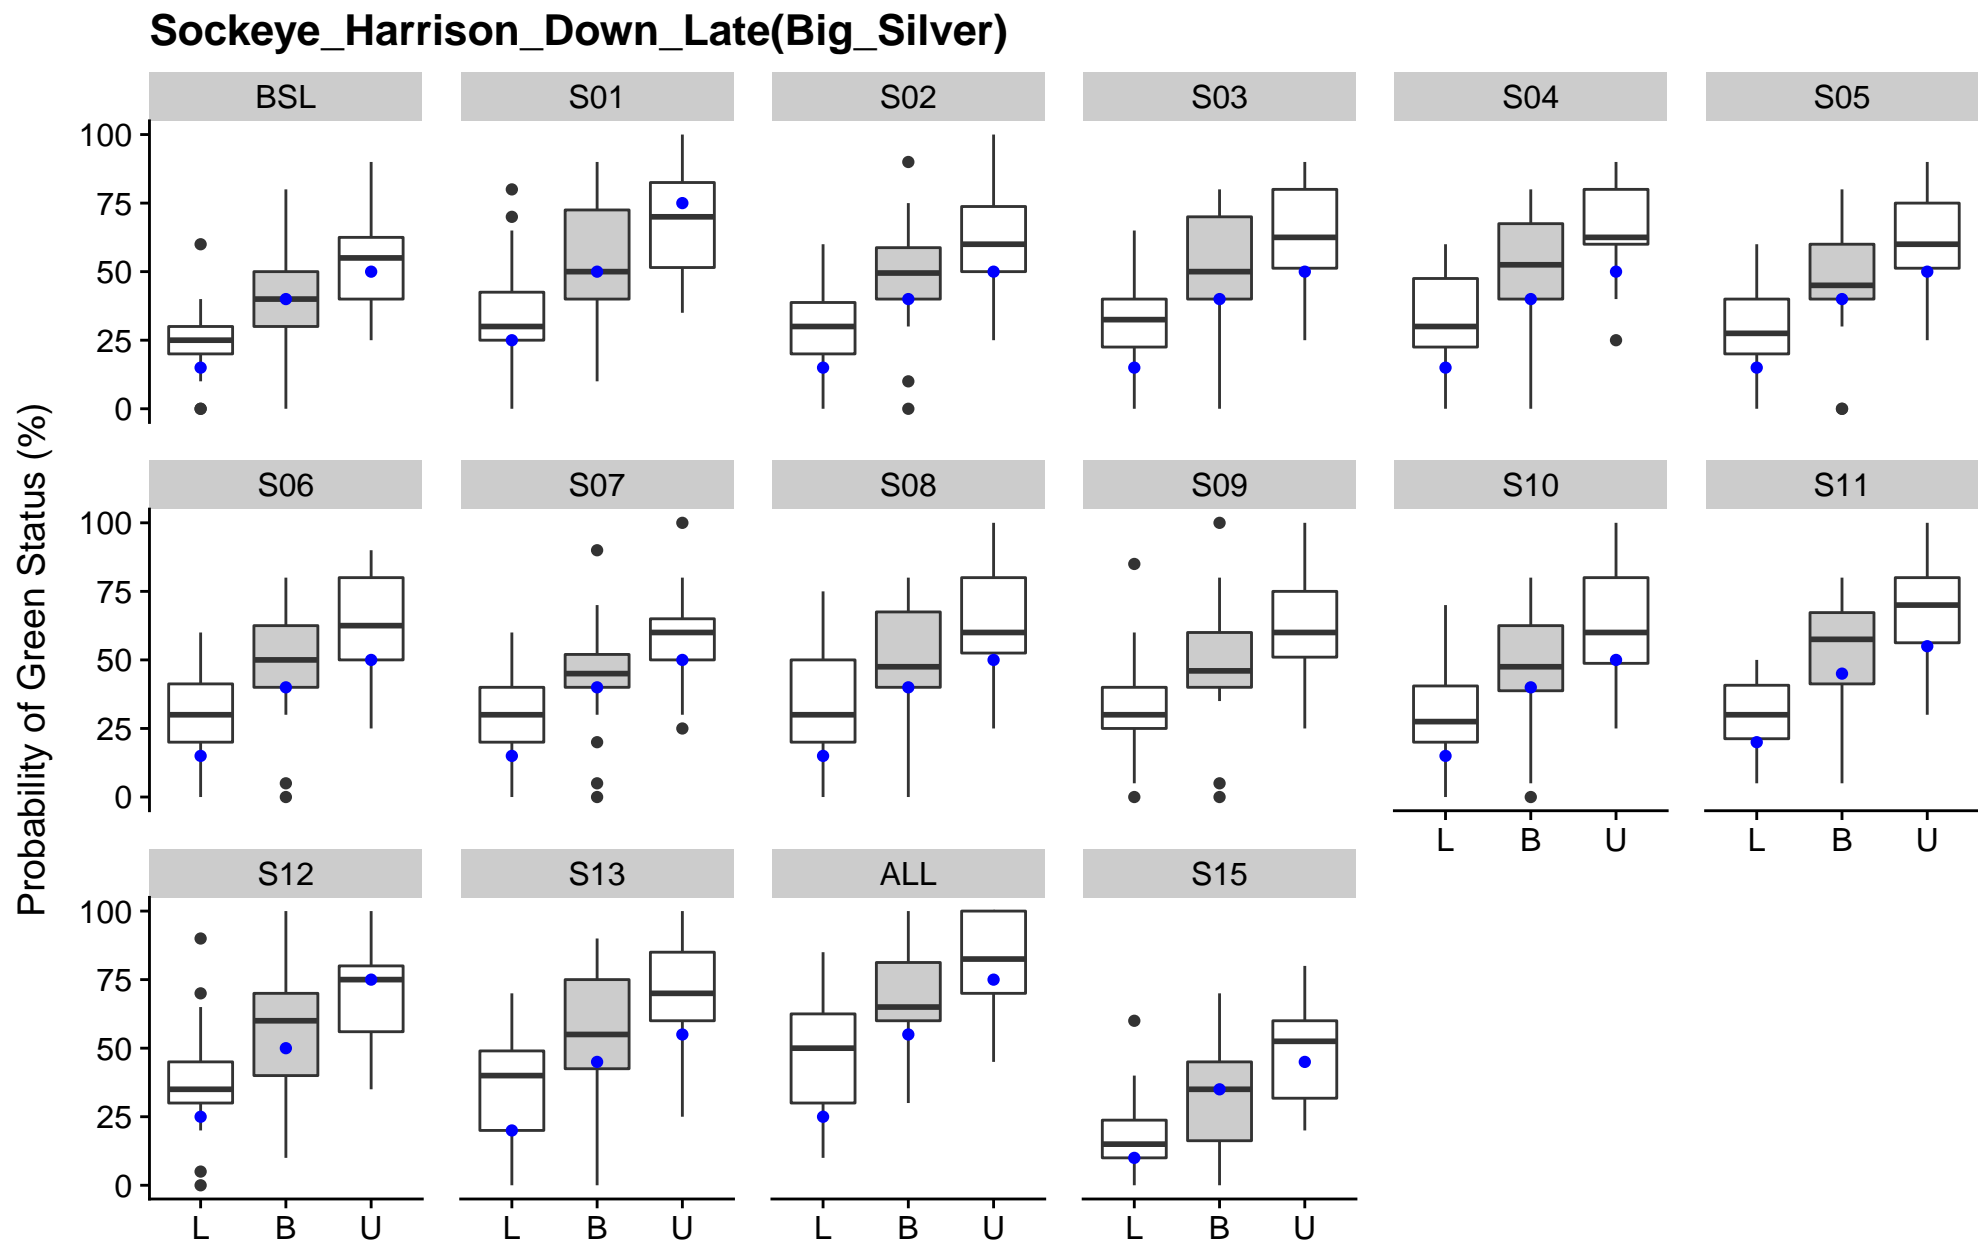 Sockeye_Harrison_Down_Late(Big_Silver)
BSL S01 S02 S03 S04 S05
100
75
50
25
0
S06 S07 S08 S09 S10 S11
100
75
50
25
0
L B U L B U
S12 S13 ALL S15
100
75
50
25
0
L B U L B U L B U L B U
Probability of Green Status (%)